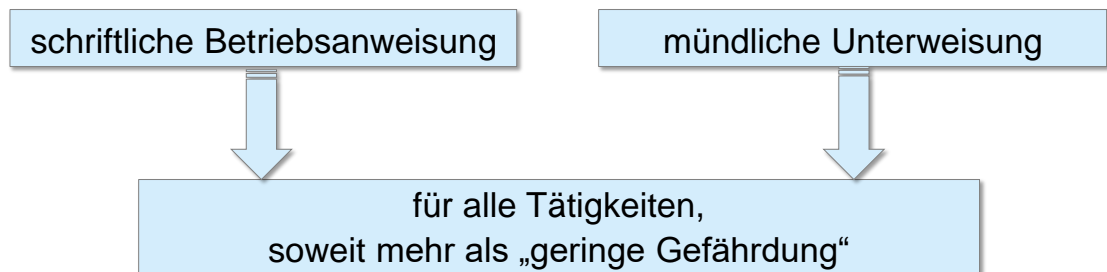 schriftliche Betriebsanweisung
mündliche Unterweisung
für alle Tätigkeiten,
soweit mehr als „geringe Gefährdung“